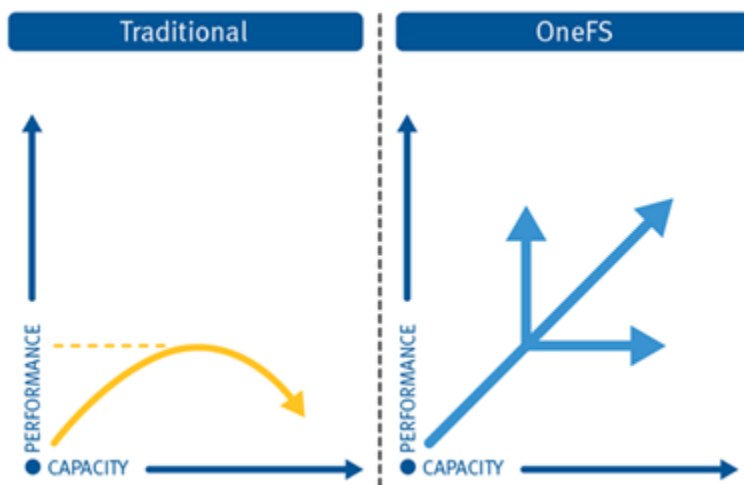 Traditional
OneFS
PERFORMANCE
CAPACITY
PERFORMANCE
CAPACITY